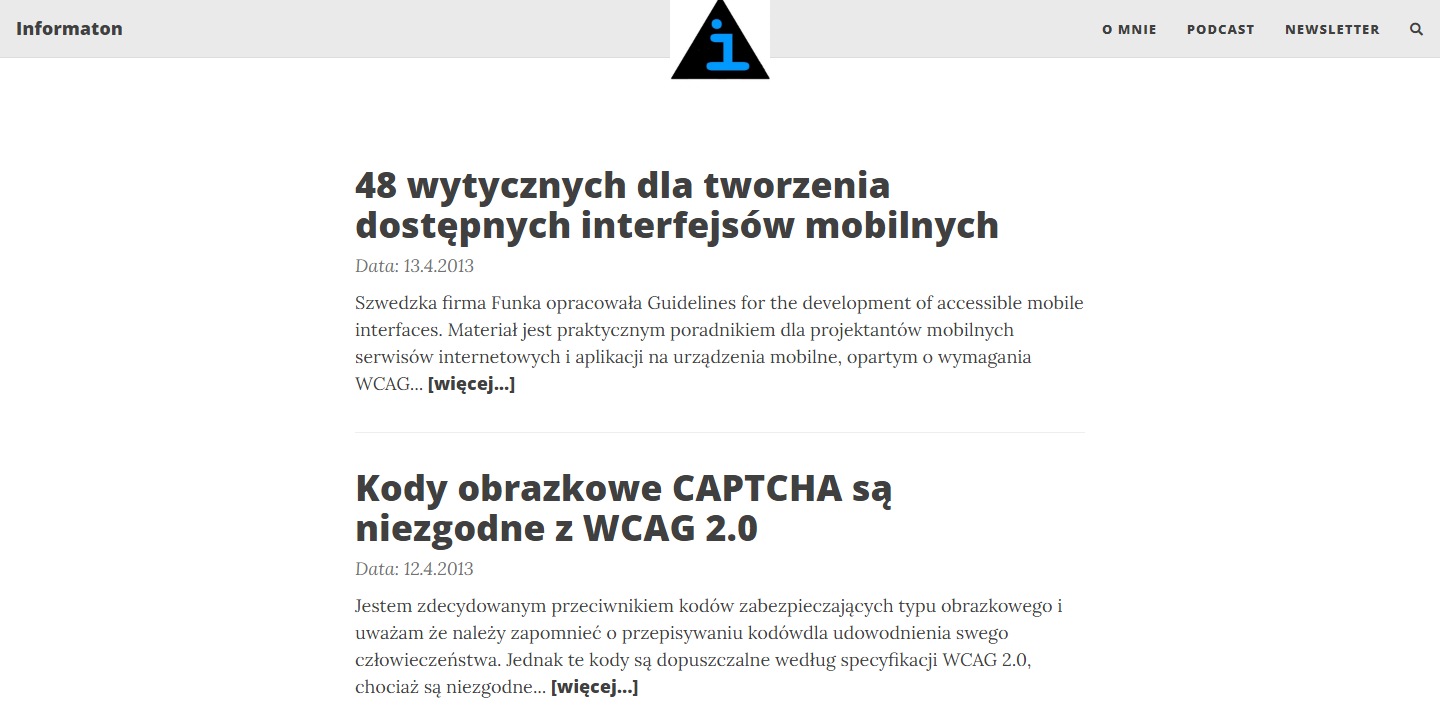 Informaton
i
O MNIE
PODCAST
NEWSLETTER
48 wytycznych dla tworzenia
dostępnych interfejsów mobilnych
Data: 13.4.2013
Szwedzka firma Funka opracowała Guidelines for the development of accessible mobile
interfaces. Materiał jest praktycznym poradnikiem dla projektantów mobilnych
serwisów internetowych i aplikacji na urządzenia mobilne, opartym o wymagania
WCAG... [więcej...]
Kody obrazkowe CAPTCHA są
niezgodne z WCAG 2.0
Data: 12.4.2013
Jestem zdecydowanym przeciwnikiem kodów zabezpieczających typu obrazkowego i
uważam że należy zapomnieć o przepisywaniu kodówdla udowodnienia swego
człowieczeństwa. Jednak te kody są dopuszczalne według specyfikacji WCAG 2.0,
chociaż są niezgodne... [więcej...]